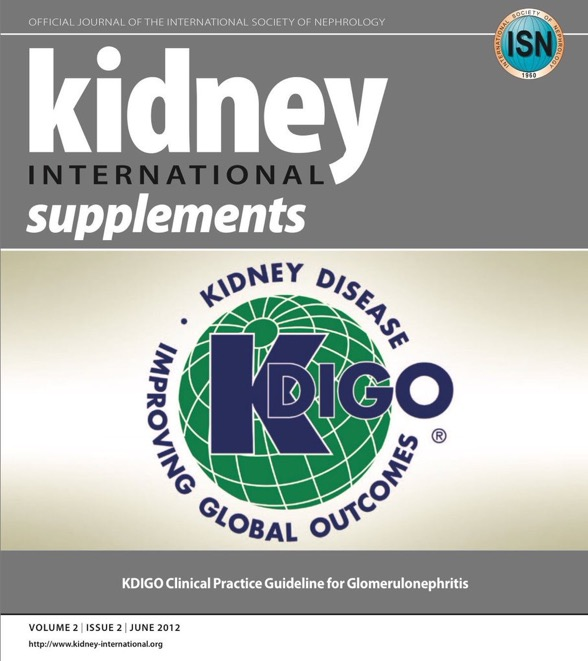 OFFICIAL JOURNAL OF THE INTERNATIONAL SOCIETY OF NEPHROLOGY
INTERNATIONAL SOCIETY OF NEPHROLOGY
ISN
1960
kidney
INTERNATIONAL
supplements
· KIDNEY DISEASE
IMPROVING GLOBAL OUTCOMES
KDIGO
®
KDIGO Clinical Practice Guideline for Glomerulonephritis
VOLUME 2 | ISSUE 2 | JUNE 2012
http://www.kidney-international.org